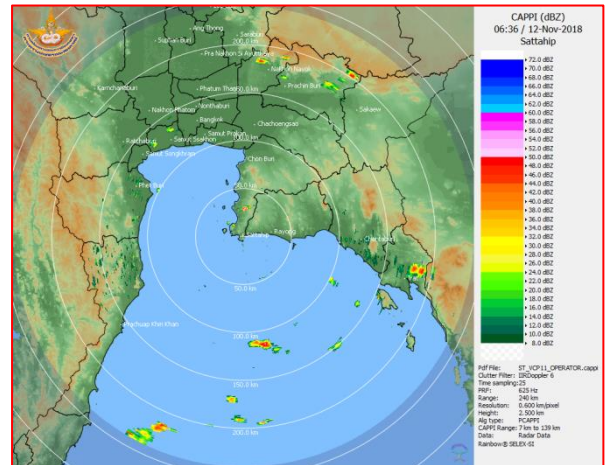 CAPPI (dBZ)
06:36 / 12-Nov-2018
Sattahip
72.0 dBZ
70.0 dBZ
68.0 dBZ
66.0 dBZ
64.0 dBZ
62.0 dBZ
60.0 dBZ
58.0 dBZ
56.0 dBZ
54.0 dBZ
52.0 dBZ
50.0 dBZ
48.0 dBZ
46.0 dBZ
44.0 dBZ
42.0 dBZ
40.0 dBZ
38.0 dBZ
36.0 dBZ
34.0 dBZ
32.0 dBZ
30.0 dBZ
28.0 dBZ
26.0 dBZ
24.0 dBZ
22.0 dBZ
20.0 dBZ
18.0 dBZ
16.0 dBZ
14.0 dBZ
12.0 dBZ
10.0 dBZ
8.0 dBZ
Pdf File: ST_VCP11_OPERATOR.cappi
Clutter Filter: IIRDoppler 6
Time sampling:25
PRF: 625 Hz
Range: 240 km
Resolution: 0.600 km/pixel
Height: 2.500 km
Alg type: PCAPPI
CAPPI Range: 7 km to 139 km
Data: Radar Data
Rainbow® SELEX-SI
Ang Thong
Saraburi
Suphan Buri
200.0 km
Pra Nakhon Si Ayutthaya
Nakhon Nayok
Kanchanaburi
Phatum Thani
Prachin Buri
Nakhon Pathom
Nonthaburi
Sakaew
Bangkok
Chachoengsao
Samut Prakan
Ratchaburi
Samut Sakhon
Samut Songkhram
Chon Buri
Phet Buri
Rayong
Chantaburi
50.0 km
Prachuap Khiri Khan
100.0 km
150.0 km
200.0 km